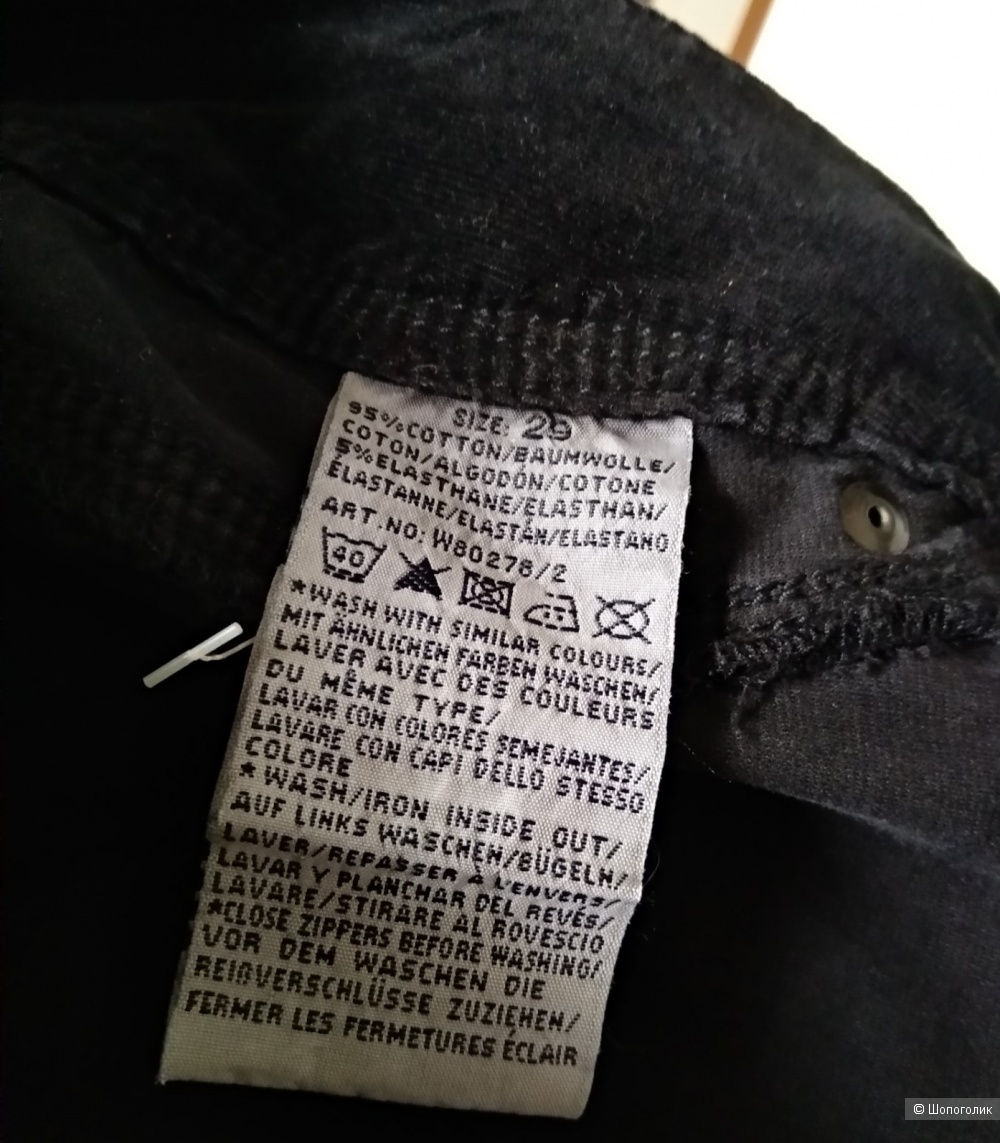 SIZE: 29
95%COTTON/BAUMWOLLE/
COTON/ALGODÓN/COTONE
5%ELASTHANE/ELASTHAN/
ÉLASTANNE/ELASTÁN/ELASTANO
ART.NO: W80276/2
40
*WASH WITH SIMILAR COLOURS/
MIT ÄHNLICHEN FARBEN WASCHEN/
LAVER AVEC DES COULEURS
DU MÊME TYPE/
LAVAR CON COLORES SEMEJANTES/
LAVARE CON CAPI DELLO STESSO
COLORE
*WASH/IRON INSIDE OUT/
AUF LINKS WASCHEN/BÜGELN/
LAVER/REPASSER À L'ENVERS/
LAVAR Y PLANCHAR DEL REVÉS/
LAVARE/STIRARE AL ROVESCIO
*CLOSE ZIPPERS BEFORE WASHING/
VOR DEM WASCHEN DIE
REIßVERSCHLÜSSE ZUZIEHEN/
FERMER LES FERMETURES ÉCLAIR
© Шопоголик